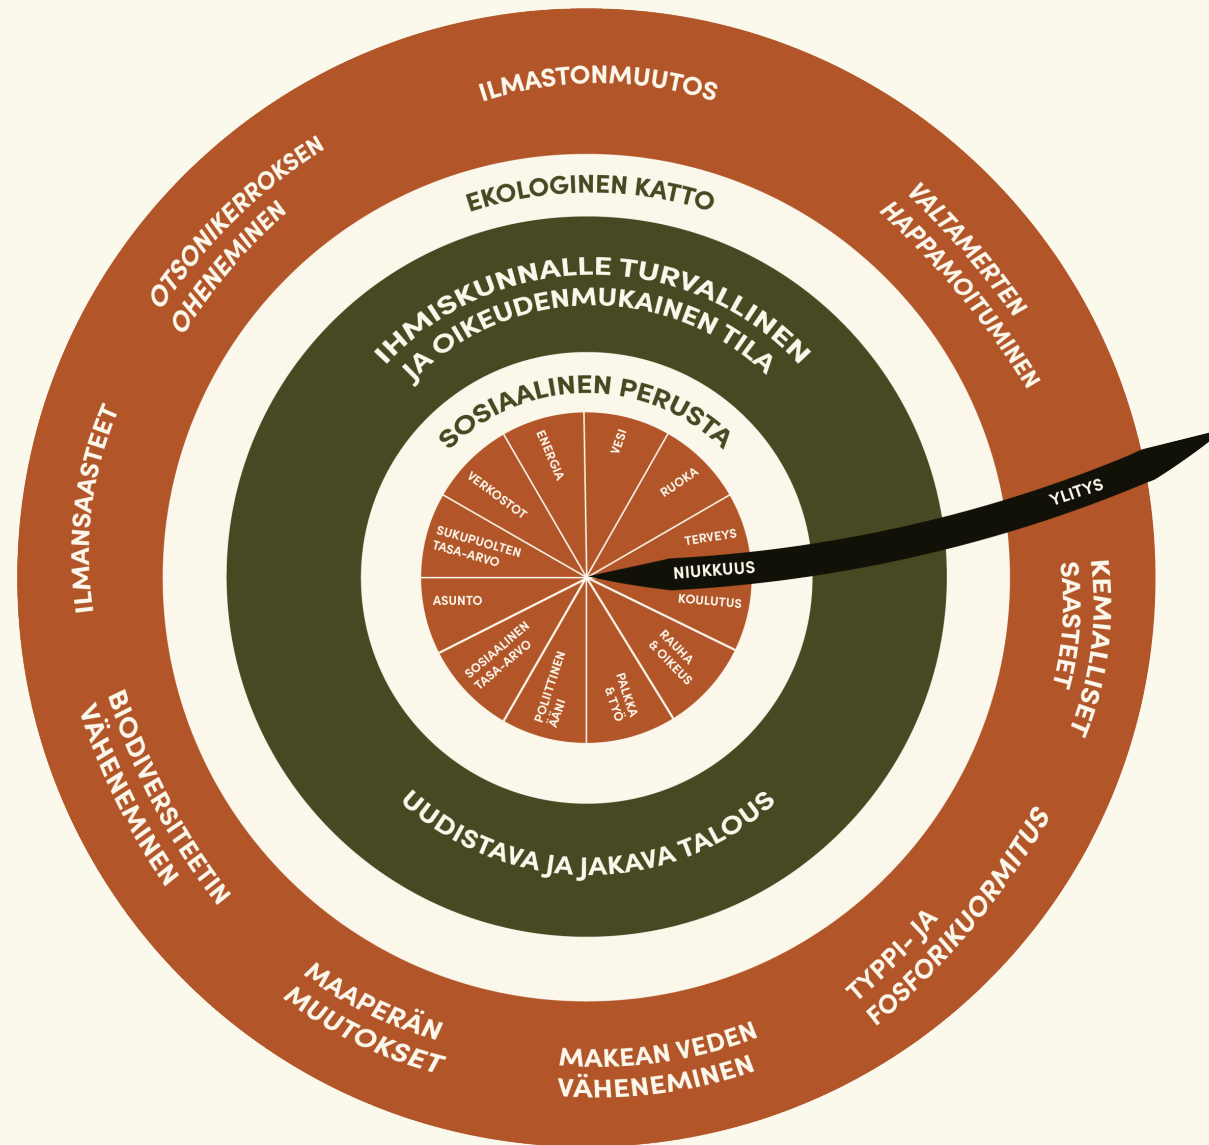 ILMASTONMUUTOS
VALTAMERTEN
HAPPAMOITUMINEN
YLITYS
KEMIALLISET
SAASTEET
TYPPI- JA
FOSFORIKUORMITUS
MAKEAN VEDEN
VÄHENEMINEN
MAAPERÄN
MUUTOKSET
BIODIVERSITEETIN
VÄHENEMINEN
ILMANSAASTEET
OTSONIKERROKSEN
OHENEMINEN
EKOLOGINEN KATTO
IHMISKUNNALLE TURVALLINEN
JA OIKEUDENMUKAINEN TILA
SOSIAALINEN PERUSTA
VESI
RUOKA
TERVEYS
NIUKKUUS
KOULUTUS
RAUHA
& OIKEUS
PALKKA
& TYÖ
POLIITTINEN
ÄÄNI
SOSIAALINEN
TASA-ARVO
ASUNTO
SUKUPUOLTEN
TASA-ARVO
VERKOSTOT
ENERGIA
UUDISTAVA JA JAKAVA TALOUS